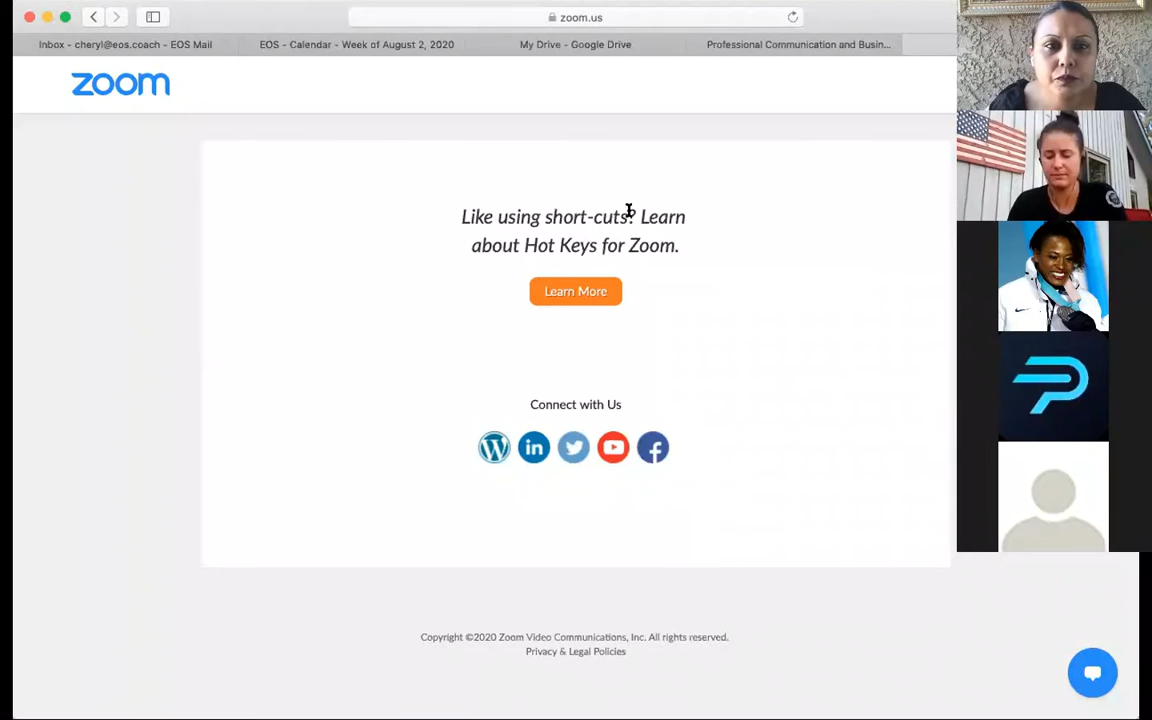 zoom.us
Inbox - cheryl@eos.coach - EOS Mail
EOS - Calendar - Week of August 2, 2020
My Drive - Google Drive
Professional Communication and Busin...
zoom
Like using short-cuts? Learn
about Hot Keys for Zoom.
Learn More
Connect with Us
Copyright ©2020 Zoom Video Communications, Inc. All rights reserved.
Privacy & Legal Policies